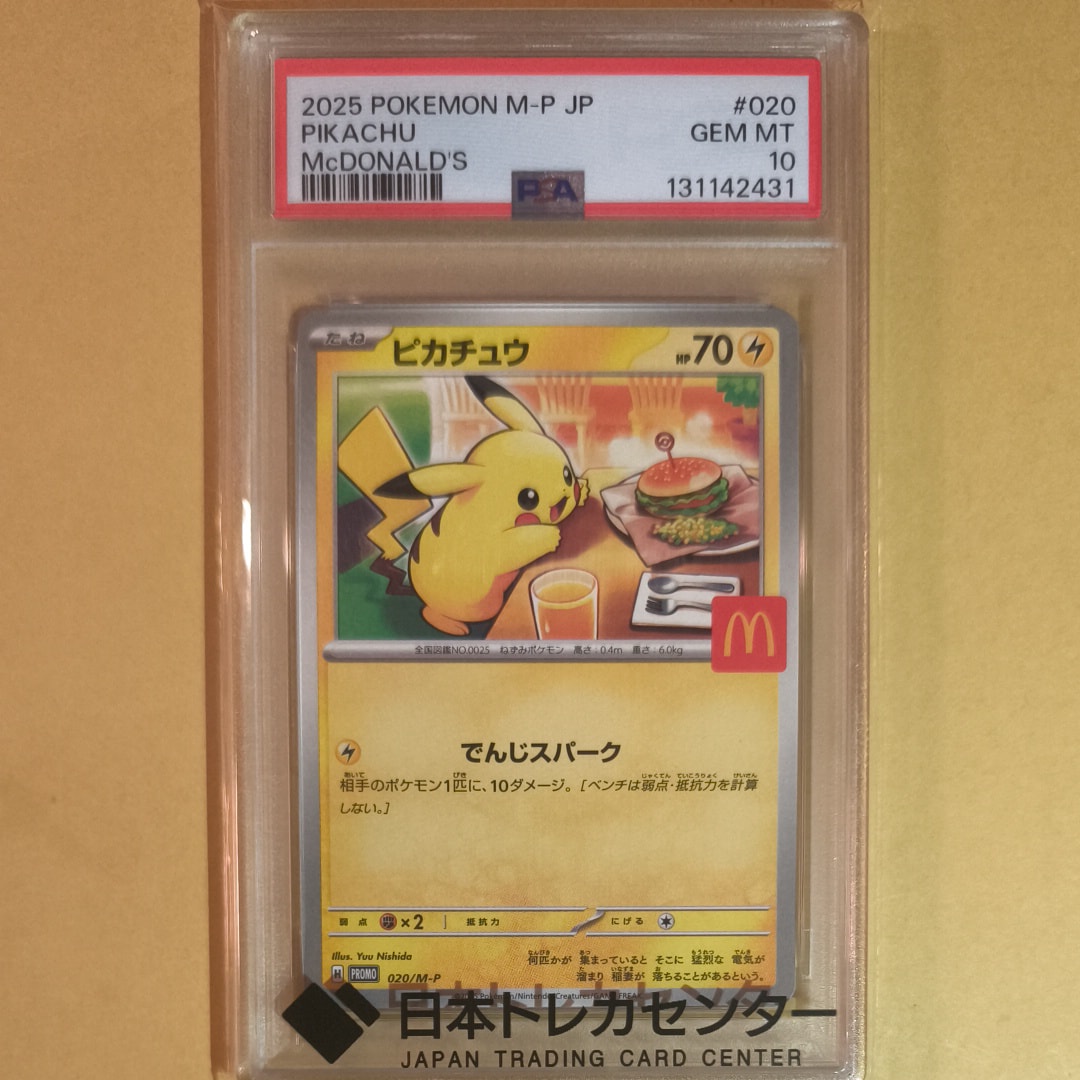 2025 POKEMON M-P JP #020
PIKACHU GEM MT
McDONALD'S 10
PSA 131142431
たね ピカチュウ HP70
全国図鑑NO.0025 ねずみポケモン 高さ:0.4m 重さ:6.0kg
でんじスパーク
相手のポケモン1匹に、10ダメージ。[ベンチは弱点・抵抗力を計算
しない。]
弱点 ×2 抵抗力 にげる
Illus. Yuu Nishida
何匹かが 集まっていると そこに 猛烈な 電気が
溜まり 稲妻が 落ちることがあるという。
H PROMO 020/M-P
日本トレカセンター
JAPAN TRADING CARD CENTER